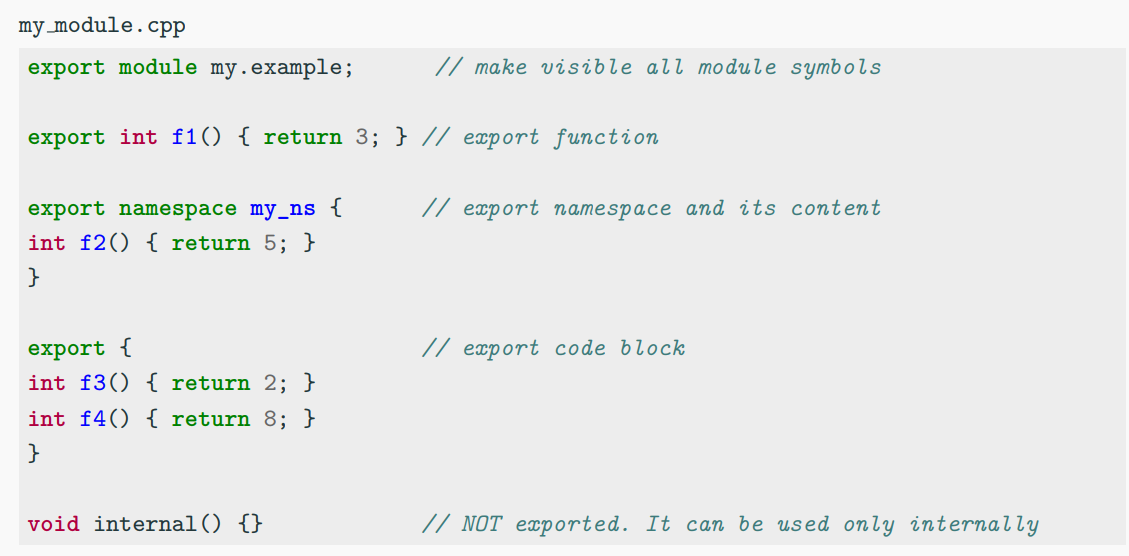 my_module.cpp
export module my.example; // make visible all module symbols
export int f1() { return 3; } // export function
export namespace my_ns { // export namespace and its content
int f2() { return 5; }
}
export { // export code block
int f3() { return 2; }
int f4() { return 8; }
}
void internal() {} // NOT exported. It can be used only internally